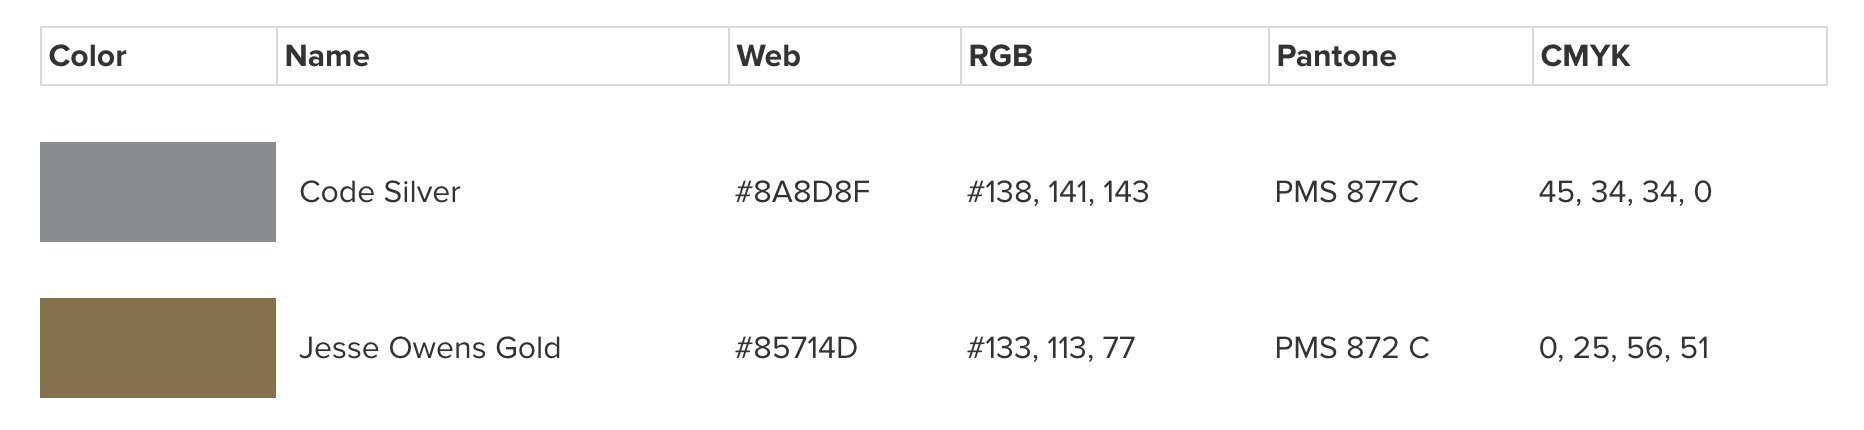 Color Name Web RGB Pantone CMYK
Code Silver #8A8D8F #138, 141, 143 PMS 877C 45, 34, 34, 0
Jesse Owens Gold #85714D #133, 113, 77 PMS 872 C 0, 25, 56, 51